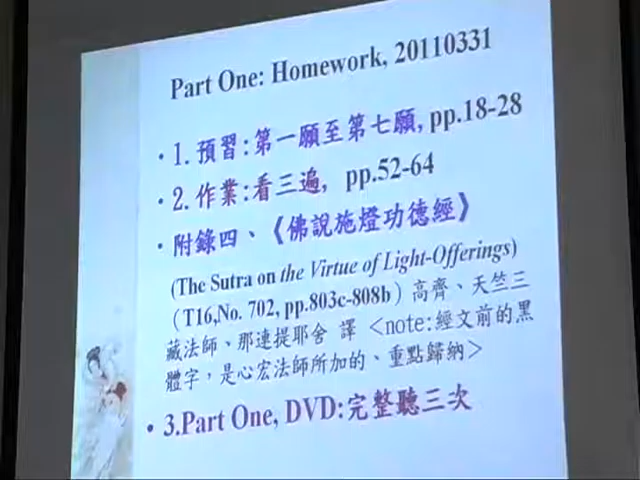 Part One: Homework, 20110331
• 1. 預習:第一願至第七願, pp.18-28
• 2. 作業:看三遍, pp.52-64
• 附錄四、《佛說施燈功德經》
(The Sutra on the Virtue of Light-Offerings)
(T16,No. 702, pp.803c-808b) 高齊、天竺三
藏法師、那連提耶舍 譯 <note:經文前的黑
體字,是心宏法師所加的、重點歸納>
• 3.Part One, DVD:完整聽三次